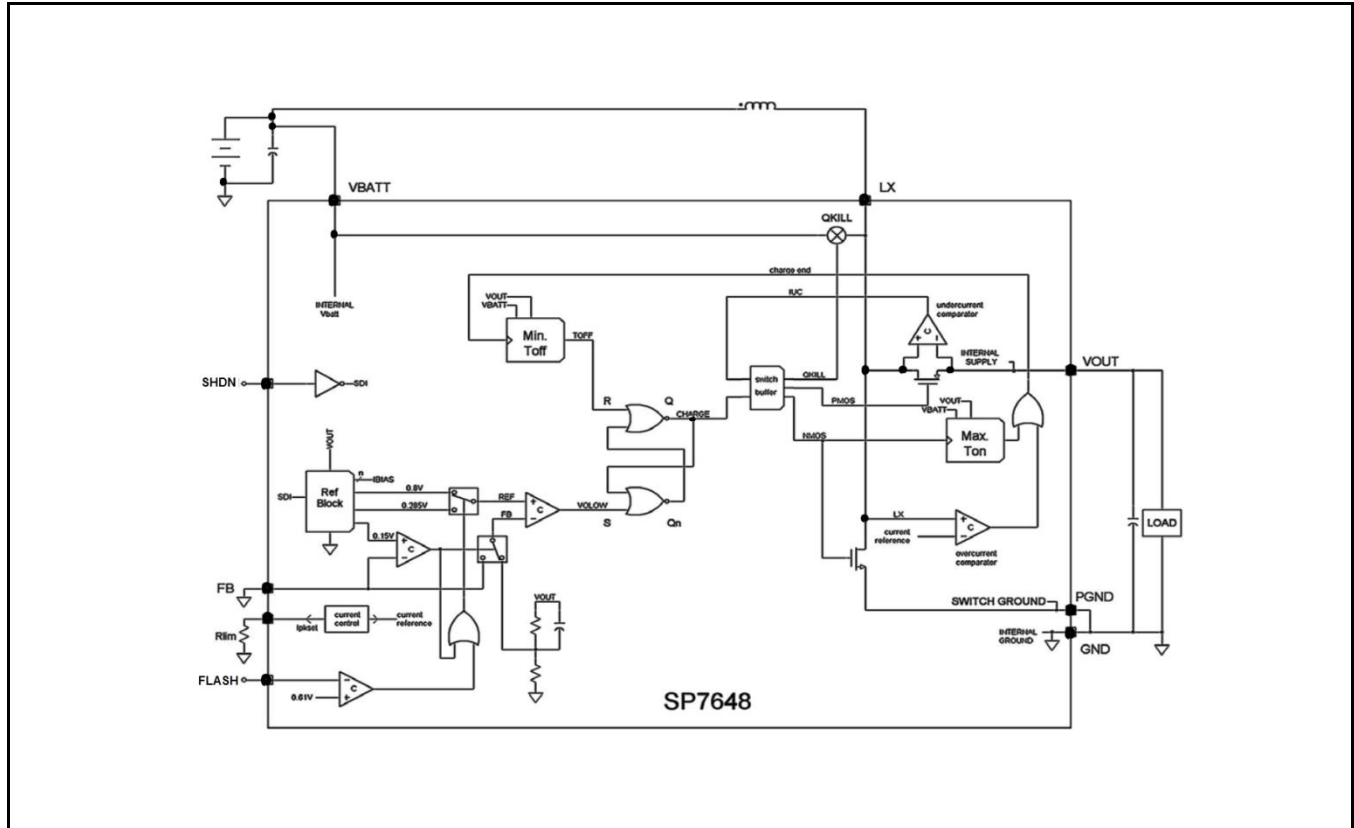 VBATT
LX
QKILL
INTERNAL
Vbatt
charge end
VOUT
VBATT
Min.
Toff
TOFF
IUC
undercurrent
comparator
+ C -
INTERNAL
SUPPLY
VOUT
SHDN
SDI
R
Q
CHARGE
switch
buffer
QKILL
PMOS
NMOS
VOUT
VBATT
Max.
Ton
VOUT
n
IBIAS
SDI
Ref
Block
0.8V
0.285V
0.15V
REF
FB
+
-
C
VOLOW
S
Qn
+
-
C
LX
current
reference
+
-
C
overcurrent
comparator
LOAD
FB
Rlim
Ipkset
current
control
current
reference
VOUT
SWITCH GROUND
PGND
INTERNAL
GROUND
GND
FLASH
0.61V
-
+
C
SP7648